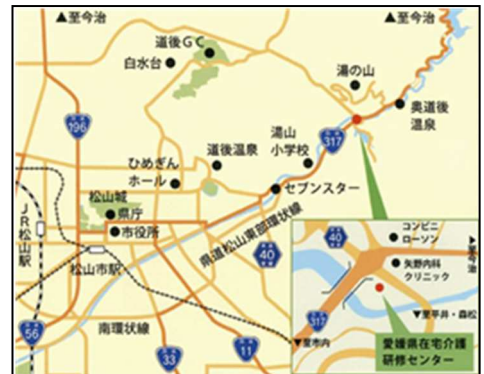 ▲至今治
▲至今治
道後GC
白水台
湯の山
奥道後
温泉
196
317
湯山
小学校
道後温泉
ひめぎん
ホール
セブンスター
松山城
県庁
市役所
JR松山駅
松山市駅
県道松山東部環状線
40
南環状線
56
33
11
40
コンビニ
ローソン
▲至今治
矢野内科
クリニック
317
▼至平井・森松
▼至市内
愛媛県在宅介護
研修センター